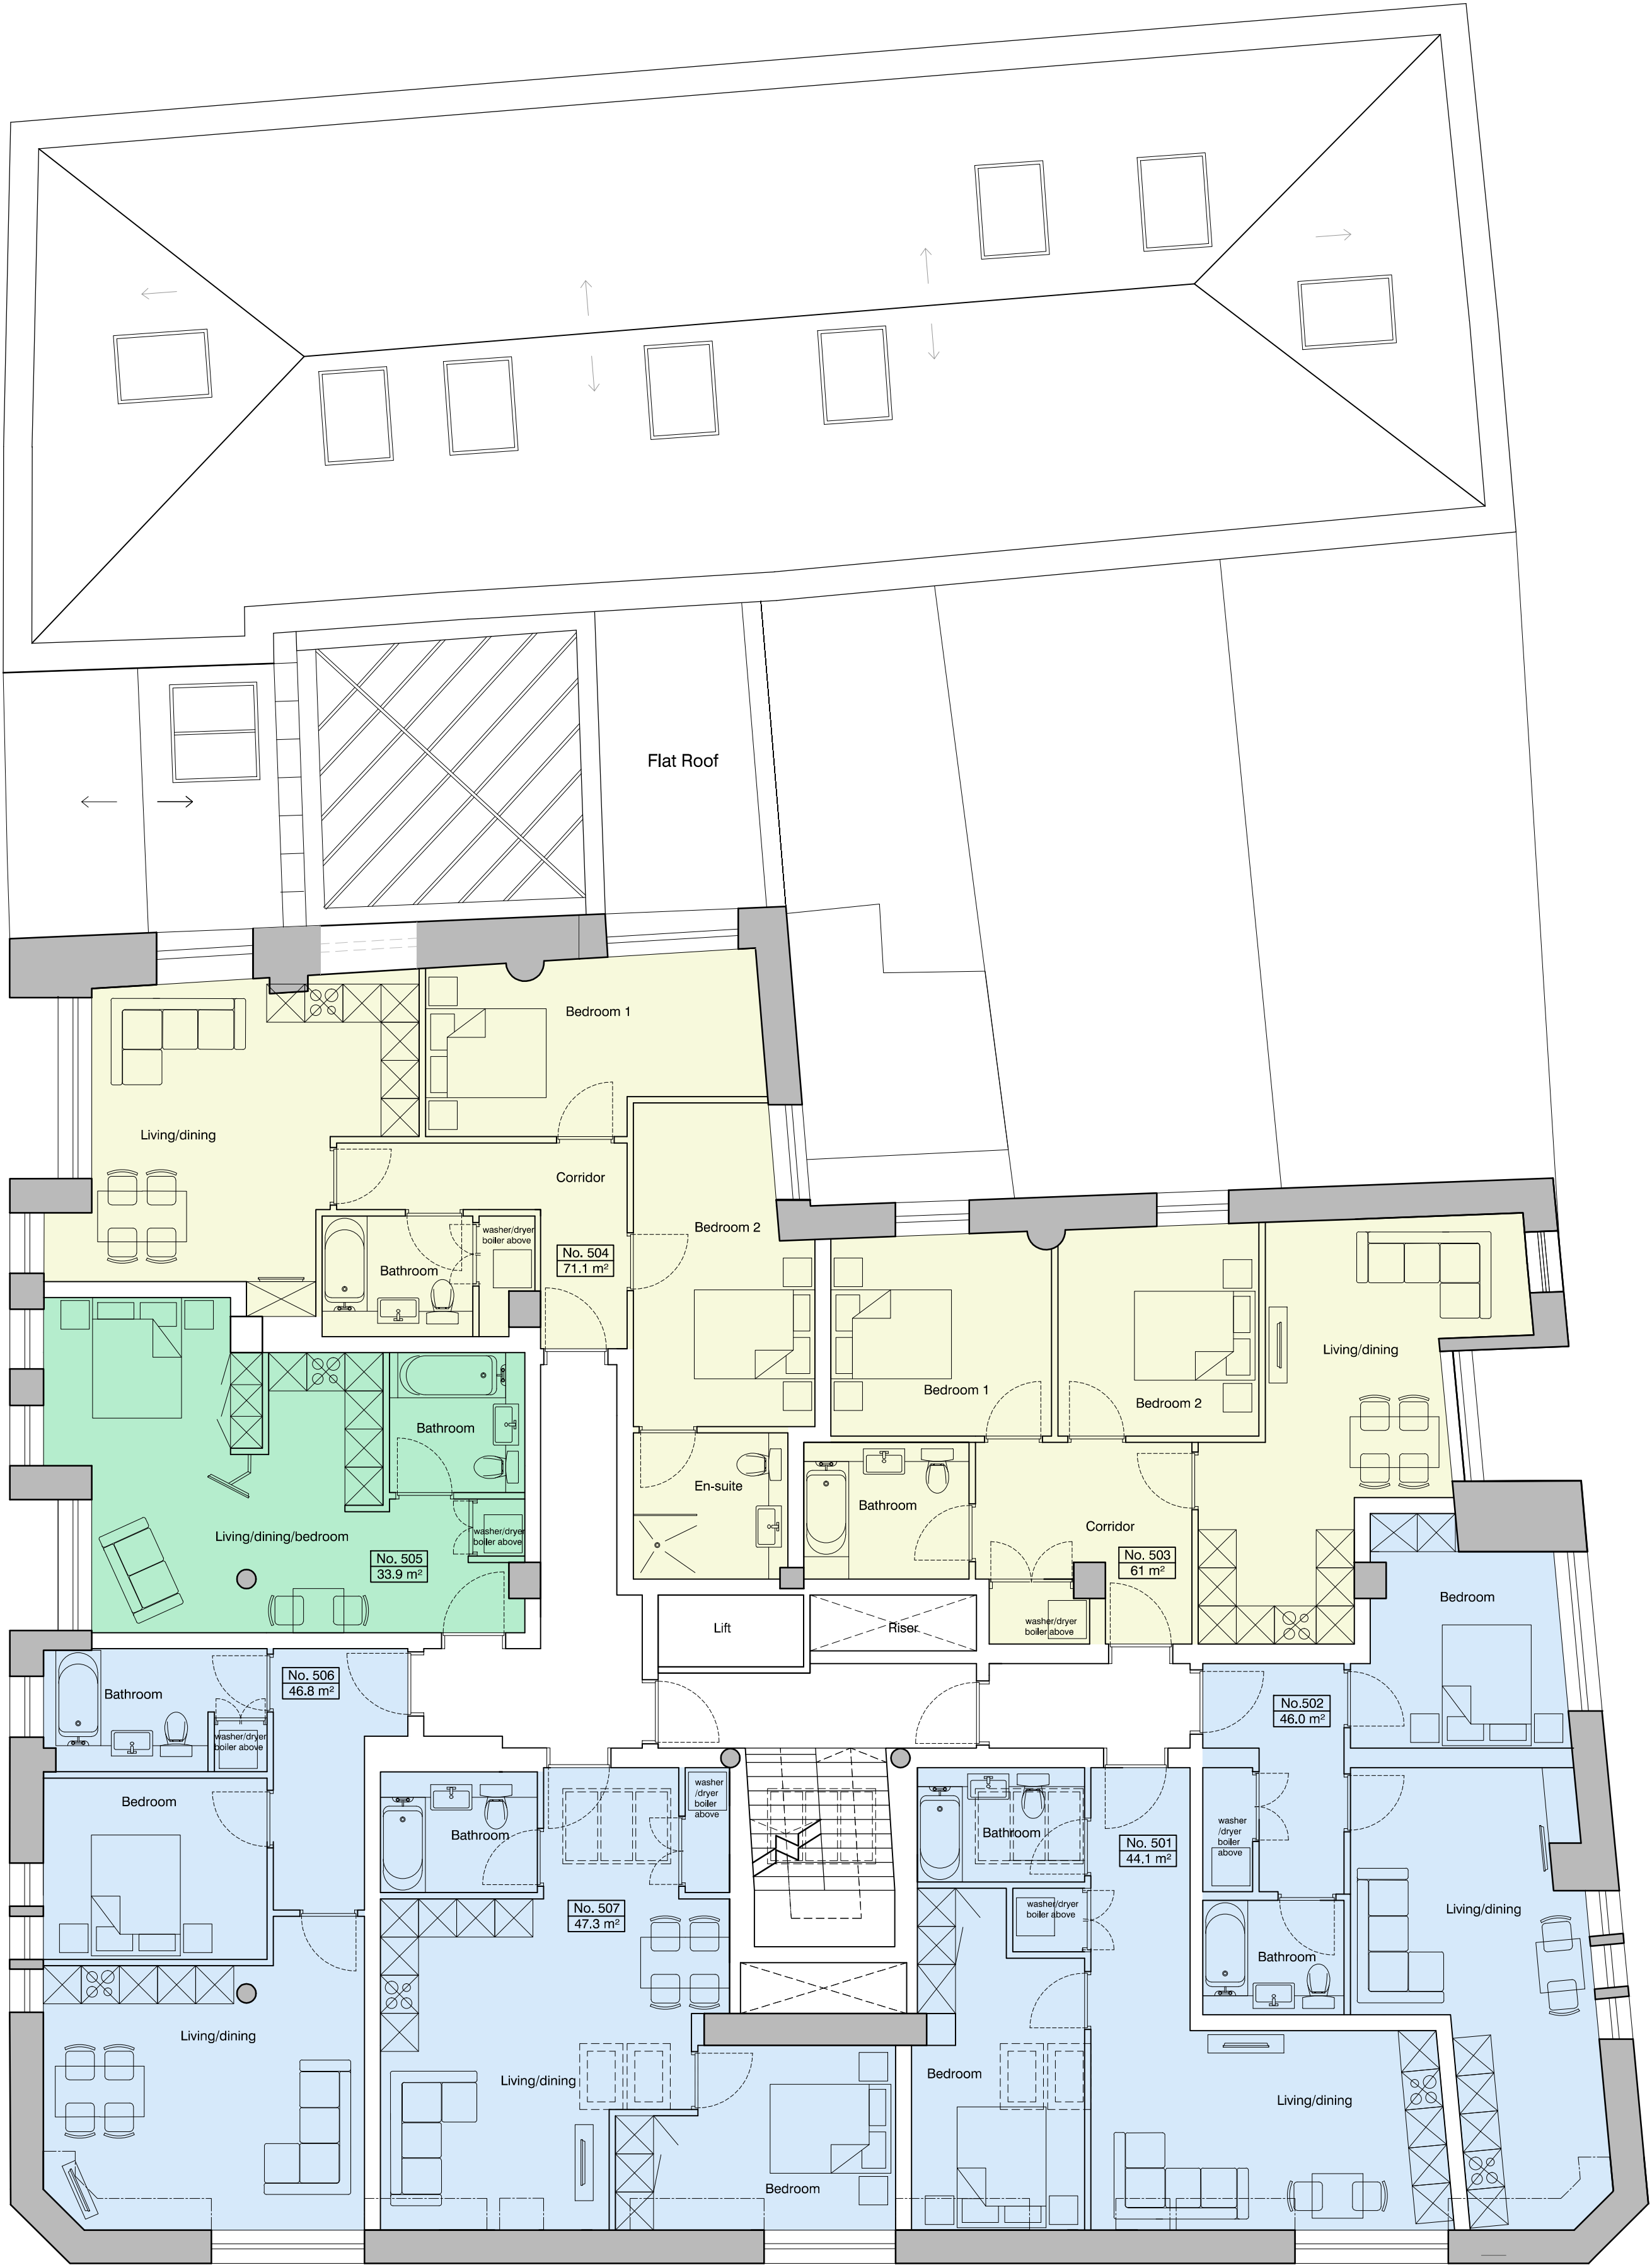 Flat Roof
Bedroom 1
Living/dining
Corridor
Bedroom 2
washer/dryer
boiler above
No. 504
71.1 m²
Bathroom
Bedroom 1
Bedroom 2
Living/dining
Bathroom
En-suite
Bathroom
Living/dining/bedroom
washer/dryer
boiler above
No. 505
33.9 m²
Corridor
No. 503
61 m²
washer/dryer
boiler above
Lift
Riser
Bedroom
No. 506
46.8 m²
Bathroom
washer/dryer
boiler above
No.502
46.0 m²
Bedroom
washer
/dryer
boiler
above
Bathroom
Bathroom
No. 501
44.1 m²
washer
/dryer
boiler
above
No. 507
47.3 m²
washer/dryer
boiler above
Living/dining
Bathroom
Living/dining
Living/dining
Bedroom
Living/dining
Bedroom